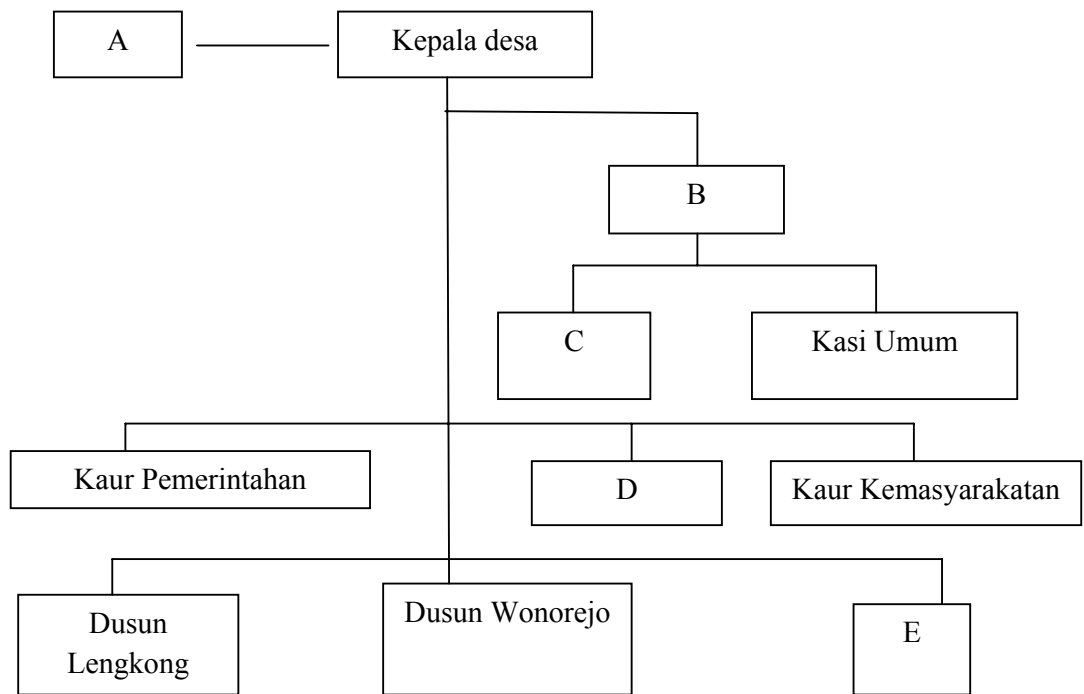 A
Kepala desa
B
C
Kasi Umum
Kaur Pemerintahan
D
Kaur Kemasyarakatan
Dusun
Lengkong
Dusun Wonorejo
E